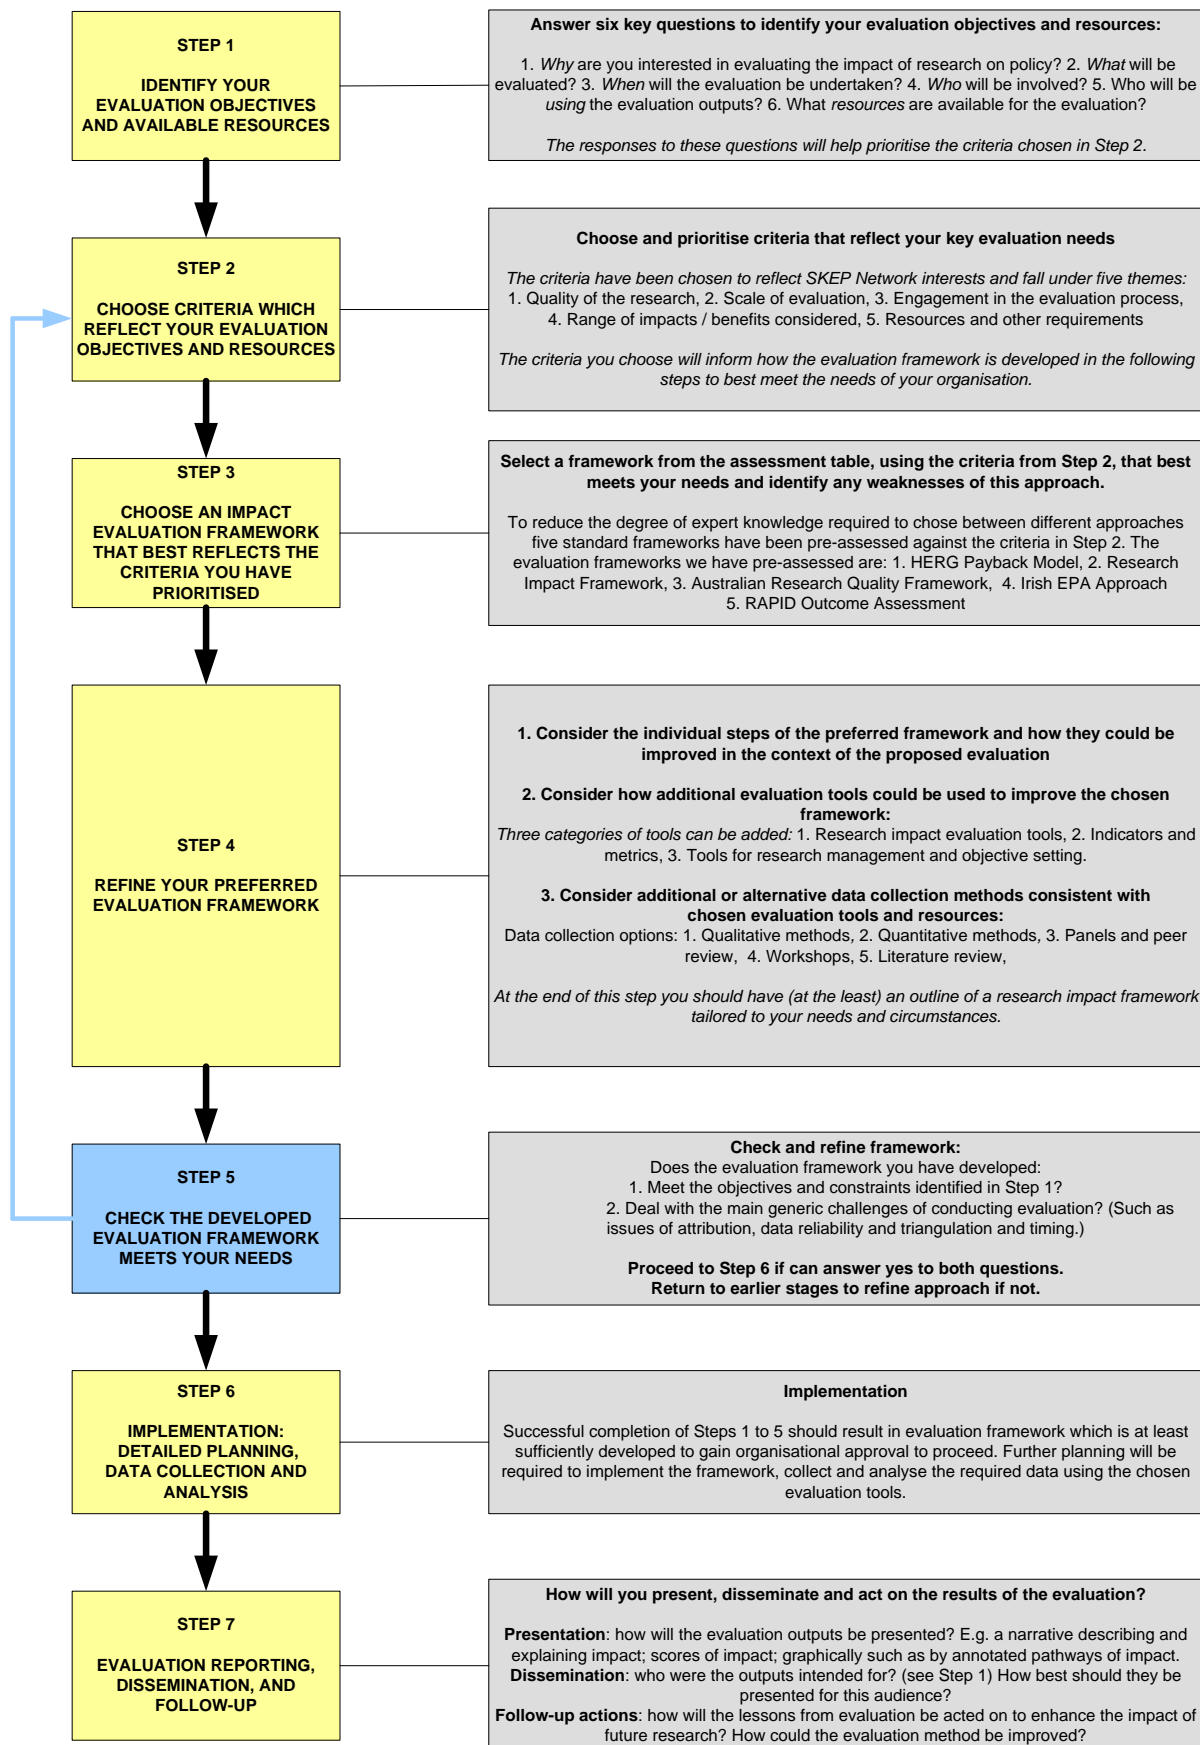 STEP 1
IDENTIFY YOUR
EVALUATION OBJECTIVES
AND AVAILABLE RESOURCES
Answer six key questions to identify your evaluation objectives and resources:
1. Why are you interested in evaluating the impact of research on policy? 2. What will be
evaluated? 3. When will the evaluation be undertaken? 4. Who will be involved? 5. Who will be
using the evaluation outputs? 6. What resources are available for the evaluation?
The responses to these questions will help prioritise the criteria chosen in Step 2.
STEP 2
CHOOSE CRITERIA WHICH
REFLECT YOUR EVALUATION
OBJECTIVES AND RESOURCES
Choose and prioritise criteria that reflect your key evaluation needs
The criteria have been chosen to reflect SKEP Network interests and fall under five themes:
1. Quality of the research, 2. Scale of evaluation, 3. Engagement in the evaluation process,
4. Range of impacts / benefits considered, 5. Resources and other requirements
The criteria you choose will inform how the evaluation framework is developed in the following
steps to best meet the needs of your organisation.
STEP 3
CHOOSE AN IMPACT
EVALUATION FRAMEWORK
THAT BEST REFLECTS THE
CRITERIA YOU HAVE
PRIORITISED
Select a framework from the assessment table, using the criteria from Step 2, that best
meets your needs and identify any weaknesses of this approach.
To reduce the degree of expert knowledge required to chose between different approaches
five standard frameworks have been pre-assessed against the criteria in Step 2. The
evaluation frameworks we have pre-assessed are: 1. HERG Payback Model, 2. Research
Impact Framework, 3. Australian Research Quality Framework, 4. Irish EPA Approach
5. RAPID Outcome Assessment
STEP 4
REFINE YOUR PREFERRED
EVALUATION FRAMEWORK
1. Consider the individual steps of the preferred framework and how they could be
improved in the context of the proposed evaluation
2. Consider how additional evaluation tools could be used to improve the chosen
framework:
Three categories of tools can be added: 1. Research impact evaluation tools, 2. Indicators and
metrics, 3. Tools for research management and objective setting.
3. Consider additional or alternative data collection methods consistent with
chosen evaluation tools and resources:
Data collection options: 1. Qualitative methods, 2. Quantitative methods, 3. Panels and peer
review, 4. Workshops, 5. Literature review,
At the end of this step you should have (at the least) an outline of a research impact framework
tailored to your needs and circumstances.
STEP 5
CHECK THE DEVELOPED
EVALUATION FRAMEWORK
MEETS YOUR NEEDS
Check and refine framework:
Does the evaluation framework you have developed:
1. Meet the objectives and constraints identified in Step 1?
2. Deal with the main generic challenges of conducting evaluation? (Such as
issues of attribution, data reliability and triangulation and timing.)
Proceed to Step 6 if can answer yes to both questions.
Return to earlier stages to refine approach if not.
STEP 6
IMPLEMENTATION:
DETAILED PLANNING,
DATA COLLECTION AND
ANALYSIS
Implementation
Successful completion of Steps 1 to 5 should result in evaluation framework which is at least
sufficiently developed to gain organisational approval to proceed. Further planning will be
required to implement the framework, collect and analyse the required data using the chosen
evaluation tools.
STEP 7
EVALUATION REPORTING,
DISSEMINATION, AND
FOLLOW-UP
How will you present, disseminate and act on the results of the evaluation?
Presentation: how will the evaluation outputs be presented? E.g. a narrative describing and
explaining impact; scores of impact; graphically such as by annotated pathways of impact.
Dissemination: who were the outputs intended for? (see Step 1) How best should they be
presented for this audience?
Follow-up actions: how will the lessons from evaluation be acted on to enhance the impact of
future research? How could the evaluation method be improved?